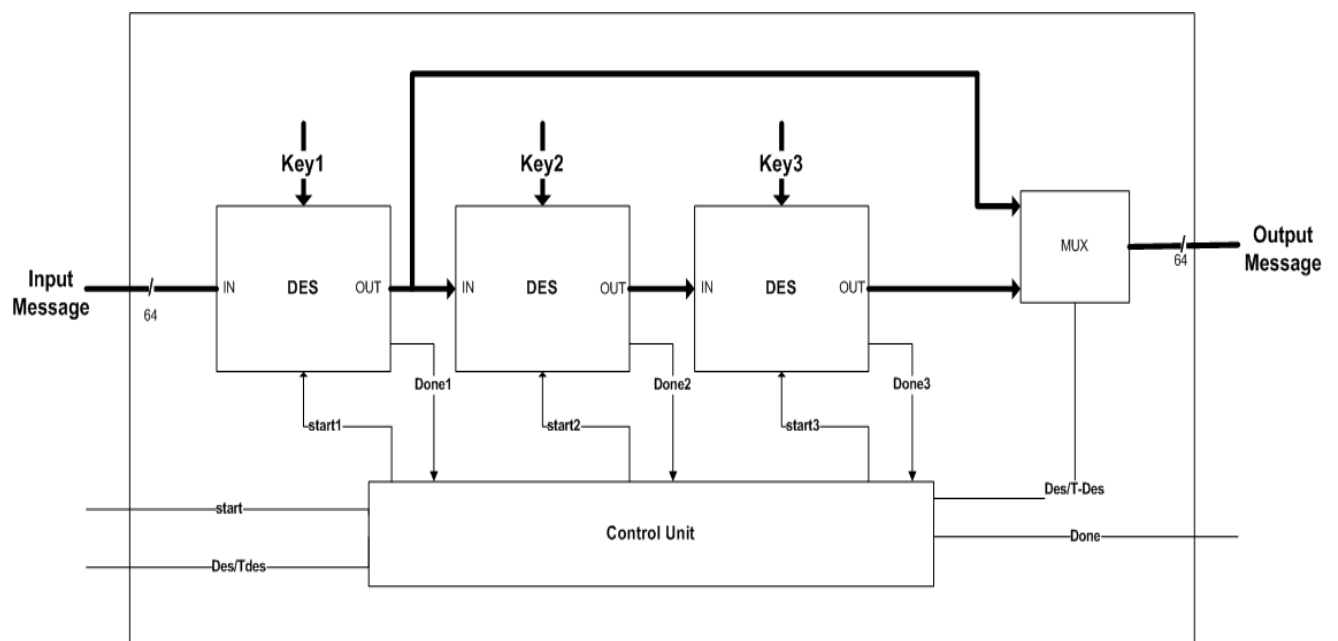 Key1
Key2
Key3
Input
Message
64
IN
DES
OUT
IN
DES
OUT
IN
DES
OUT
MUX
64
Output
Message
Done1
Done2
Done3
start1
start2
start3
start
Des/Tdes
Control Unit
Des/T-Des
Done